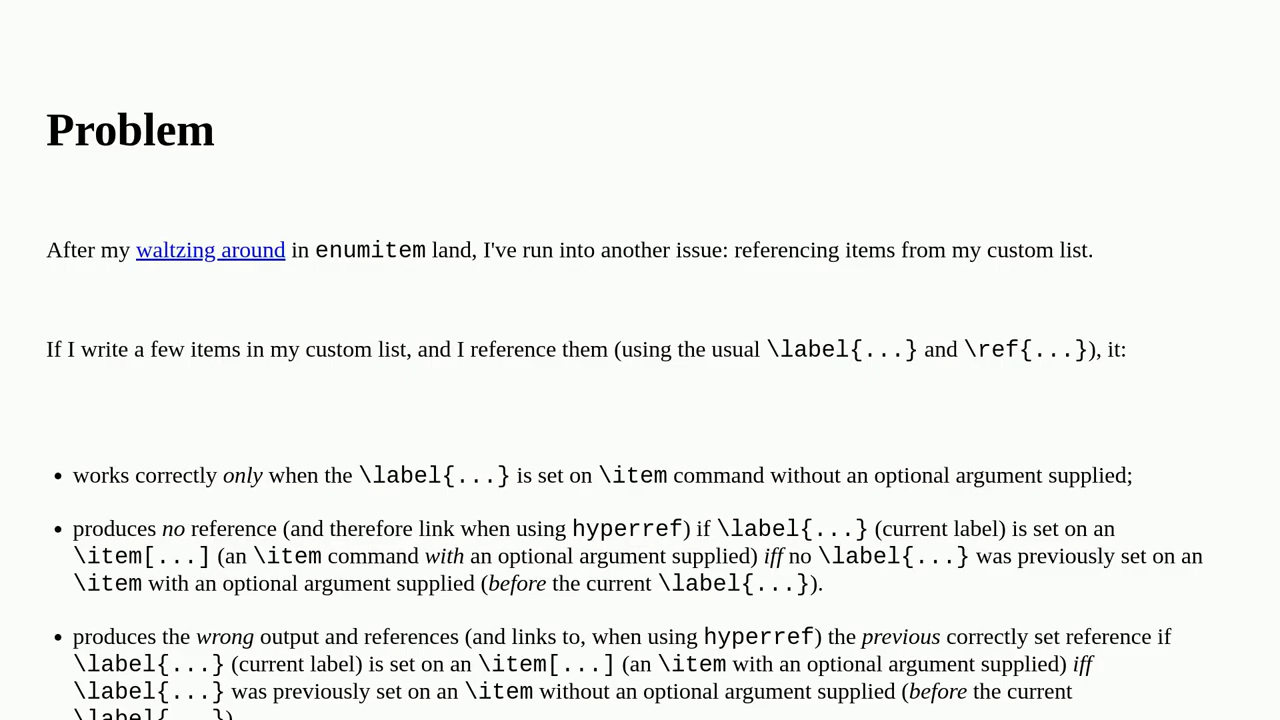 Problem
After my waltzing around in enumitem land, I've run into another issue: referencing items from my custom list.
If I write a few items in my custom list, and I reference them (using the usual \label{...} and \ref{...}), it:
• works correctly only when the \label{...} is set on \item command without an optional argument supplied;
• produces no reference (and therefore link when using hyperref) if \label{...} (current label) is set on an
\item[...] (an \item command with an optional argument supplied) iff no \label{...} was previously set on an
\item with an optional argument supplied (before the current \label{...}).
• produces the wrong output and references (and links to, when using hyperref) the previous correctly set reference if
\label{...} (current label) is set on an \item[...] (an \item with an optional argument supplied) iff
\label{...} was previously set on an \item without an optional argument supplied (before the current
\label{...}).